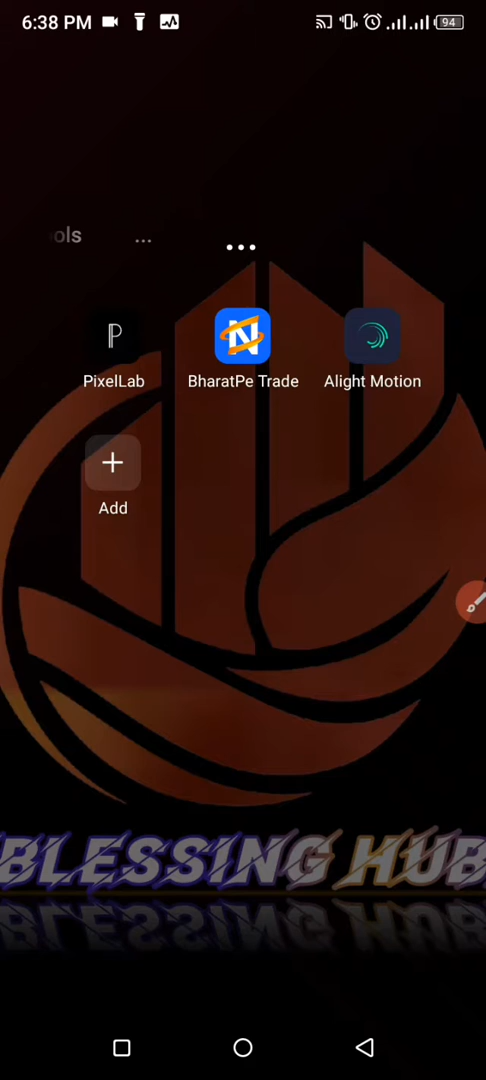 6:38 PM
94
ols
...
...
PixelLab
BharatPe Trade
Alight Motion
Add
BLESSING HUB